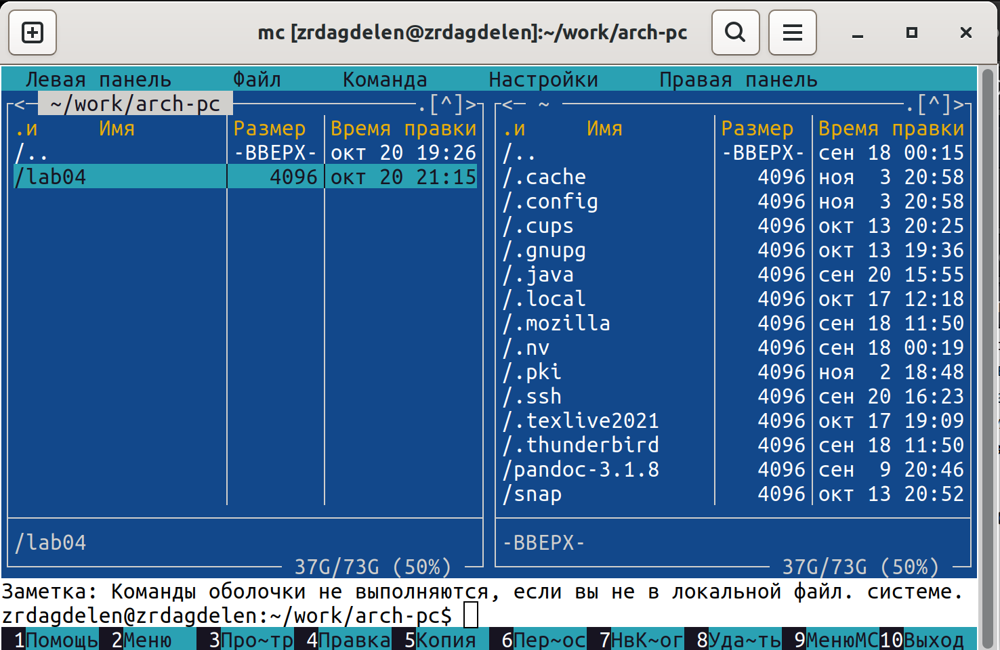 mc [zrdagdelen@zrdagdelen]:~/work/arch-pc
Левая панель Файл Команда Настройки Правая панель
<─ ~/work/arch-pc ─.[^]> <─ ~ ─.[^]>
.и Имя Размер Время правки .и Имя Размер Время правки
/.. -ВВЕРХ- окт 20 19:26 /.. -ВВЕРХ- сен 18 00:15
/lab04 4096 окт 20 21:15 /.cache 4096 ноя 3 20:58
/.config 4096 ноя 3 20:58
/.cups 4096 окт 13 20:25
/.gnupg 4096 окт 13 19:36
/.java 4096 сен 20 15:55
/.local 4096 окт 17 12:18
/.mozilla 4096 сен 18 11:50
/.nv 4096 сен 18 00:19
/.pki 4096 ноя 2 18:48
/.ssh 4096 сен 20 16:23
/.texlive2021 4096 окт 17 19:09
/.thunderbird 4096 сен 18 11:50
/pandoc-3.1.8 4096 сен 9 20:46
/snap 4096 окт 13 20:52
/lab04 -ВВЕРХ-
37G/73G (50%) 37G/73G (50%)
Заметка: Команды оболочки не выполняются, если вы не в локальной файл. системе.
zrdagdelen@zrdagdelen:~/work/arch-pc$
1Помощь 2Меню 3Про~тр 4Правка 5Копия 6Пер~ос 7НвК~ог 8Уда~ть 9МенюМС 10Выход